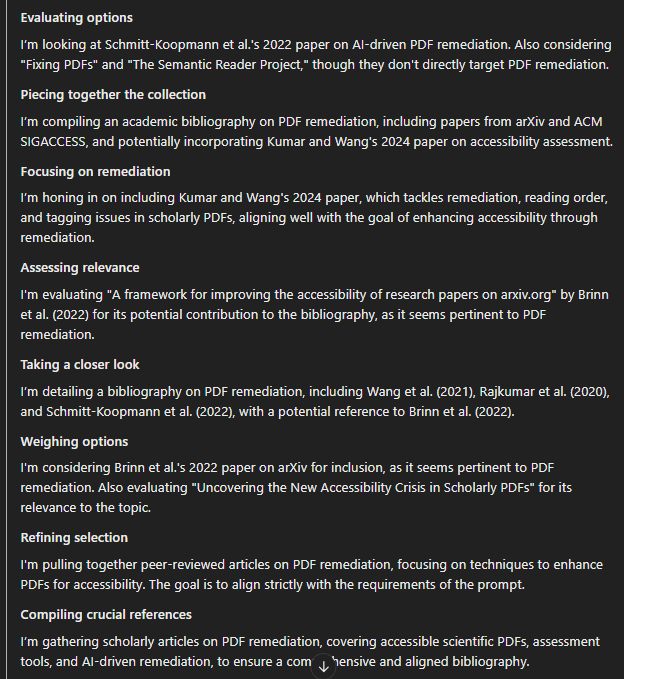 Evaluating options
I'm looking at Schmitt-Koopmann et al.'s 2022 paper on AI-driven PDF remediation. Also considering
"Fixing PDFs" and "The Semantic Reader Project," though they don't directly target PDF remediation.
Piecing together the collection
I'm compiling an academic bibliography on PDF remediation, including papers from arXiv and ACM
SIGACCESS, and potentially incorporating Kumar and Wang's 2024 paper on accessibility assessment.
Focusing on remediation
I'm honing in on including Kumar and Wang's 2024 paper, which tackles remediation, reading order,
and tagging issues in scholarly PDFs, aligning well with the goal of enhancing accessibility through
remediation.
Assessing relevance
I'm evaluating "A framework for improving the accessibility of research papers on arxiv.org" by Brinn
et al. (2022) for its potential contribution to the bibliography, as it seems pertinent to PDF
remediation.
Taking a closer look
I'm detailing a bibliography on PDF remediation, including Wang et al. (2021), Rajkumar et al. (2020),
and Schmitt-Koopmann et al. (2022), with a potential reference to Brinn et al. (2022).
Weighing options
I'm considering Brinn et al.'s 2022 paper on arXiv for inclusion, as it seems pertinent to PDF
remediation. Also evaluating "Uncovering the New Accessibility Crisis in Scholarly PDFs" for its
relevance to the topic.
Refining selection
I'm pulling together peer-reviewed articles on PDF remediation, focusing on techniques to enhance
PDFs for accessibility. The goal is to align strictly with the requirements of the prompt.
Compiling crucial references
I'm gathering scholarly articles on PDF remediation, covering accessible scientific PDFs, assessment
tools, and AI-driven remediation, to ensure a and aligned bibliography.